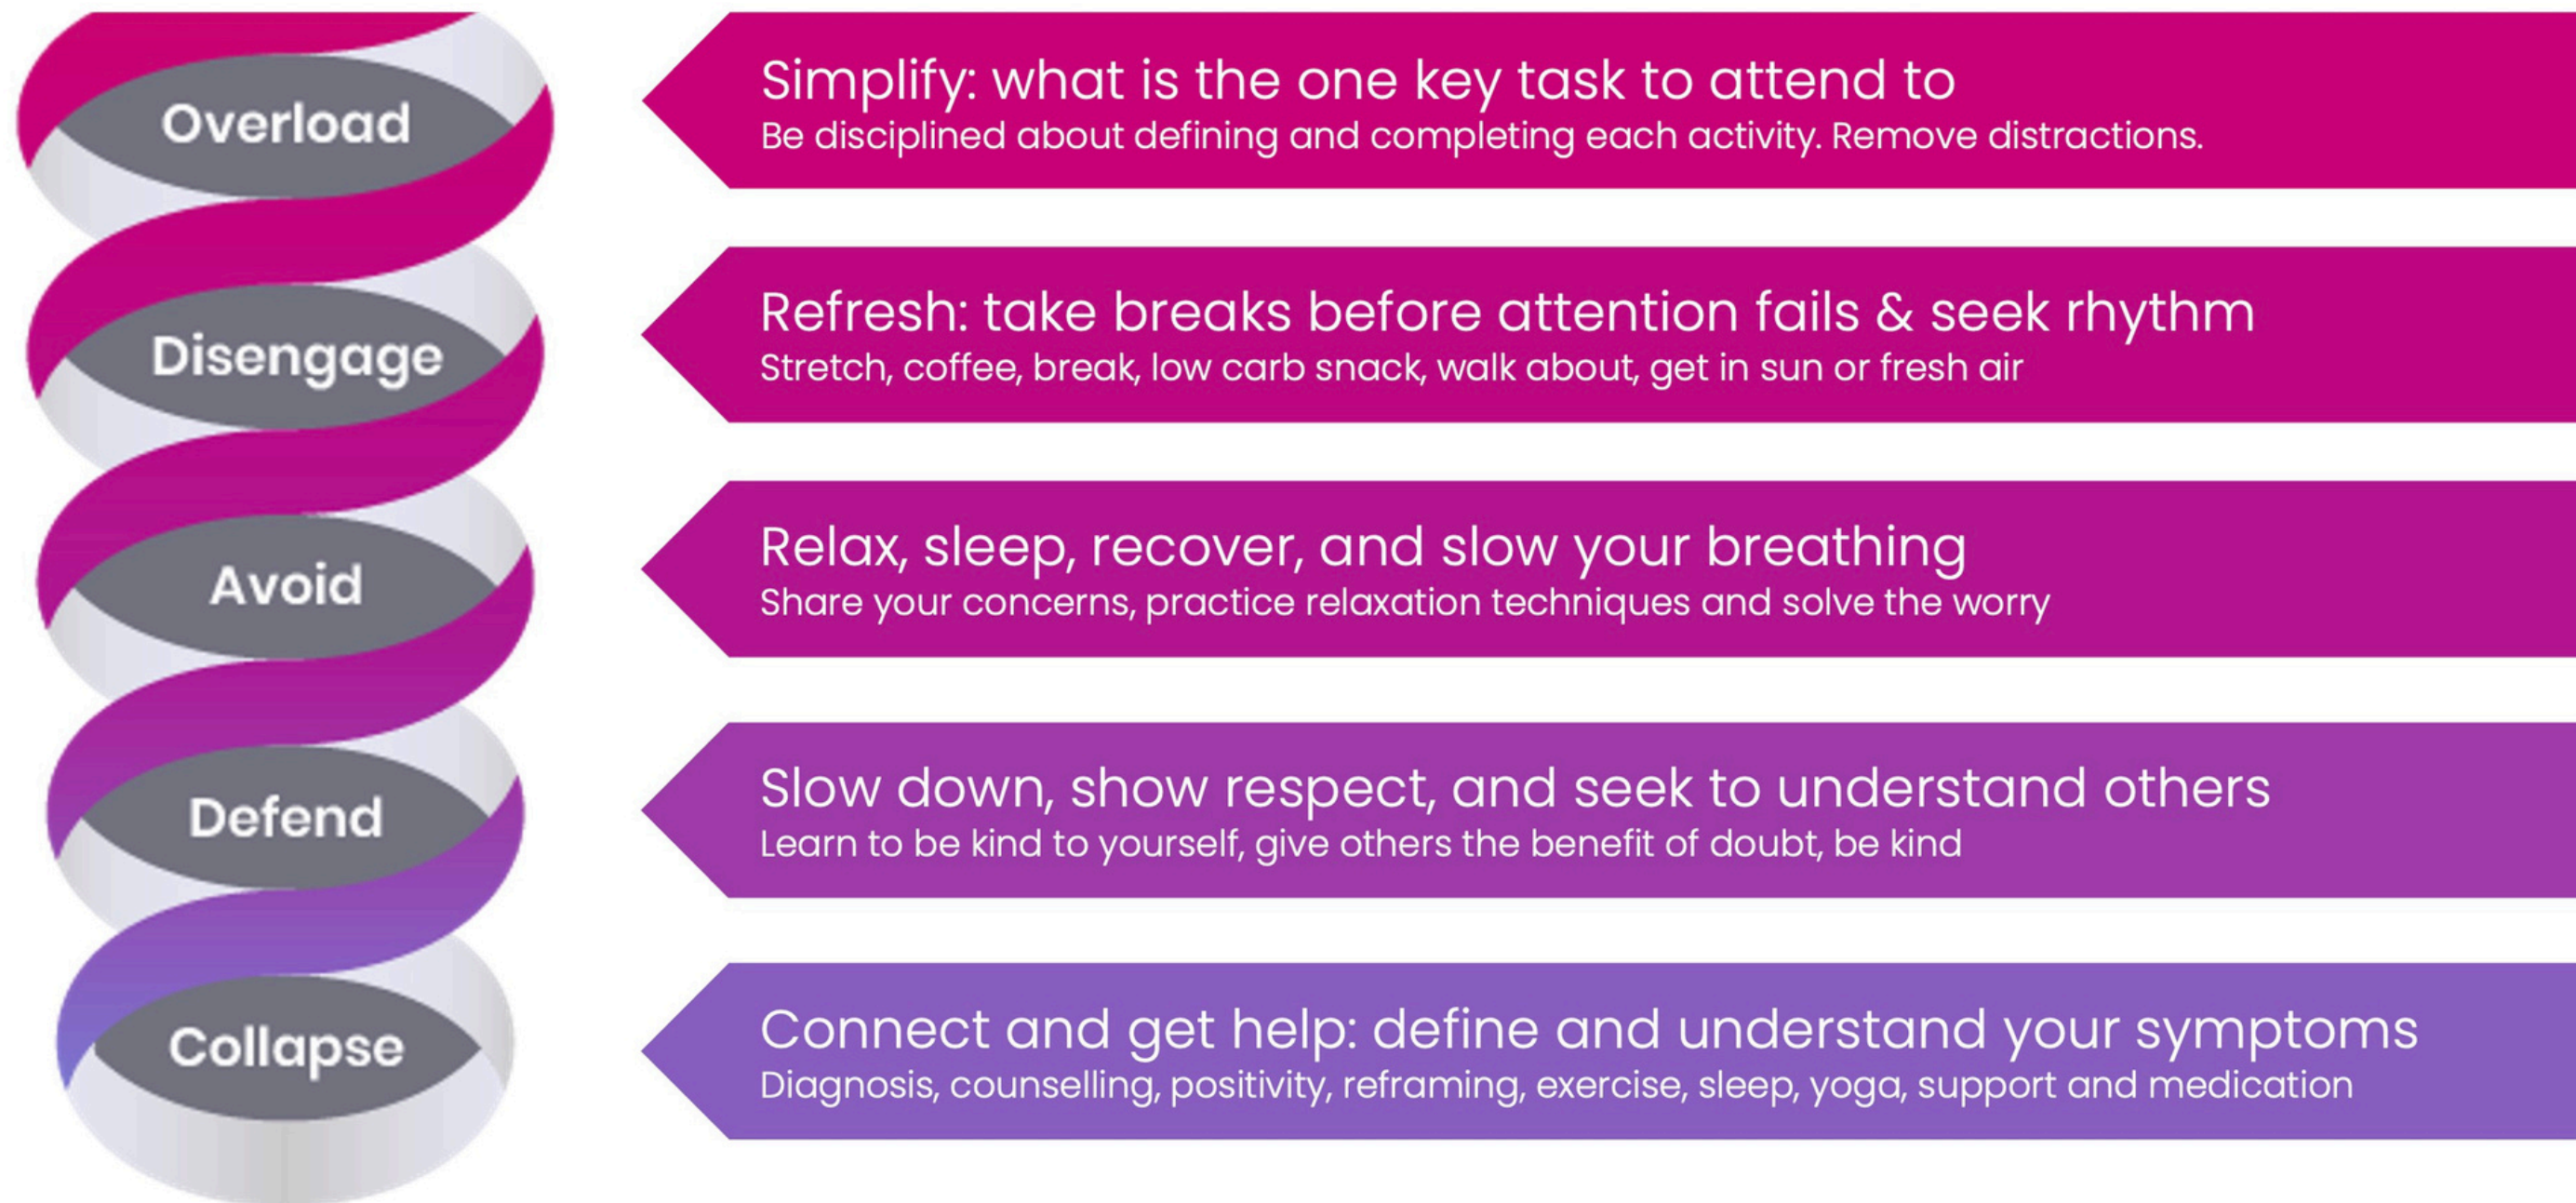 Overload
Simplify: what is the one key task to attend to
Be disciplined about defining and completing each activity. Remove distractions.
Disengage
Refresh: take breaks before attention fails & seek rhythm
Stretch, coffee, break, low carb snack, walk about, get in sun or fresh air
Avoid
Relax, sleep, recover, and slow your breathing
Share your concerns, practice relaxation techniques and solve the worry
Defend
Slow down, show respect, and seek to understand others
Learn to be kind to yourself, give others the benefit of doubt, be kind
Collapse
Connect and get help: define and understand your symptoms
Diagnosis, counselling, positivity, reframing, exercise, sleep, yoga, support and medication